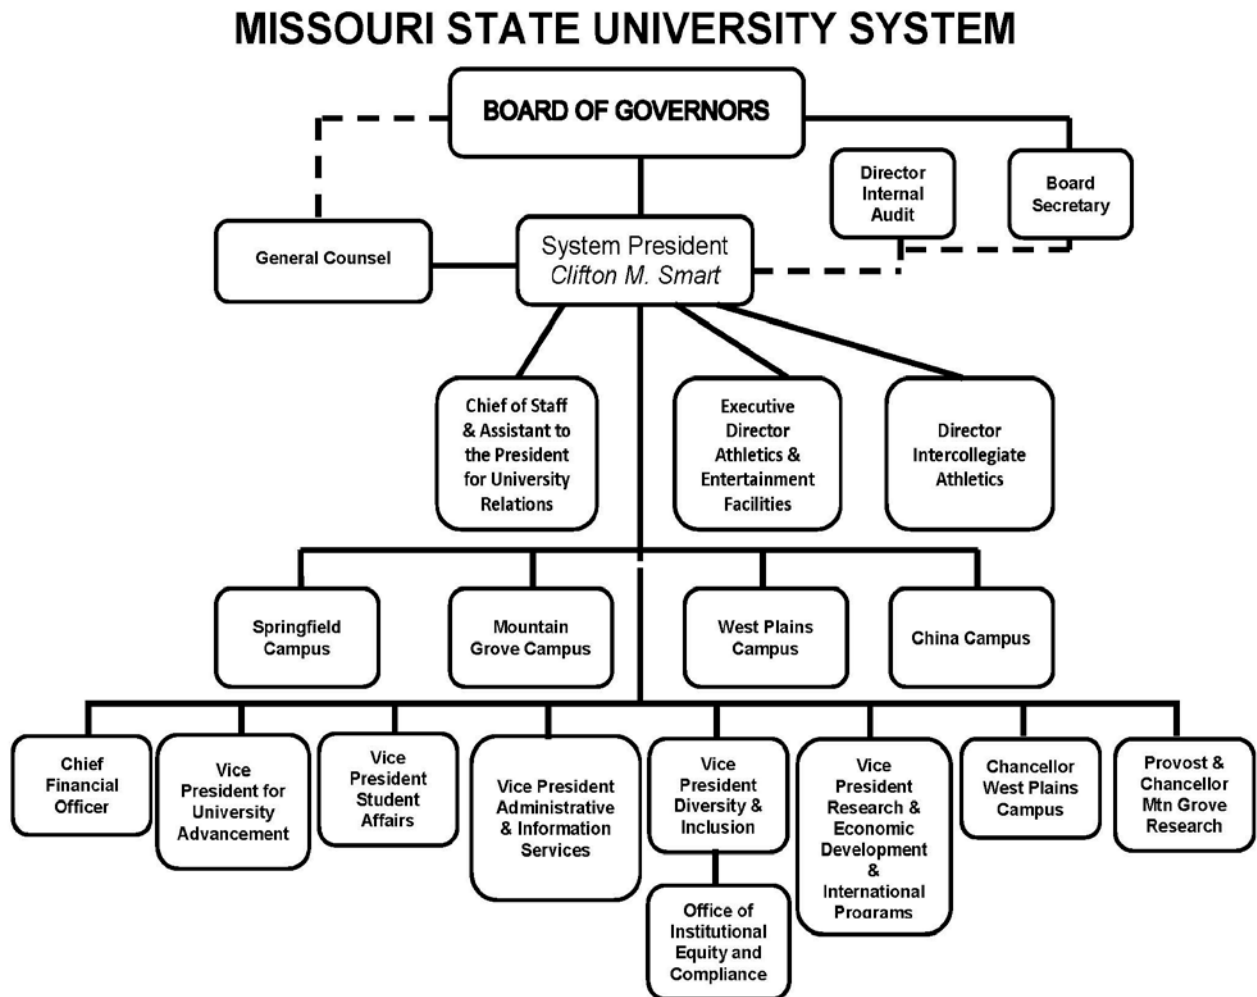 MISSOURI STATE UNIVERSITY SYSTEM
BOARD OF GOVERNORS
Director
Internal
Audit
Board
Secretary
General Counsel
System President
Clifton M. Smart
Chief of Staff
& Assistant to
the President
for University
Relations
Executive
Director
Athletics &
Entertainment
Facilities
Director
Intercollegiate
Athletics
Springfield
Campus
Mountain
Grove Campus
West Plains
Campus
China Campus
Chief
Financial
Officer
Vice
President for
University
Advancement
Vice
President
Student
Affairs
Vice President
Administrative
& Information
Services
Vice
President
Diversity &
Inclusion
Vice
President
Research &
Economic
Development
&
International
Programs
Chancellor
West Plains
Campus
Provost &
Chancellor
Mtn Grove
Research
Office of
Institutional
Equity and
Compliance